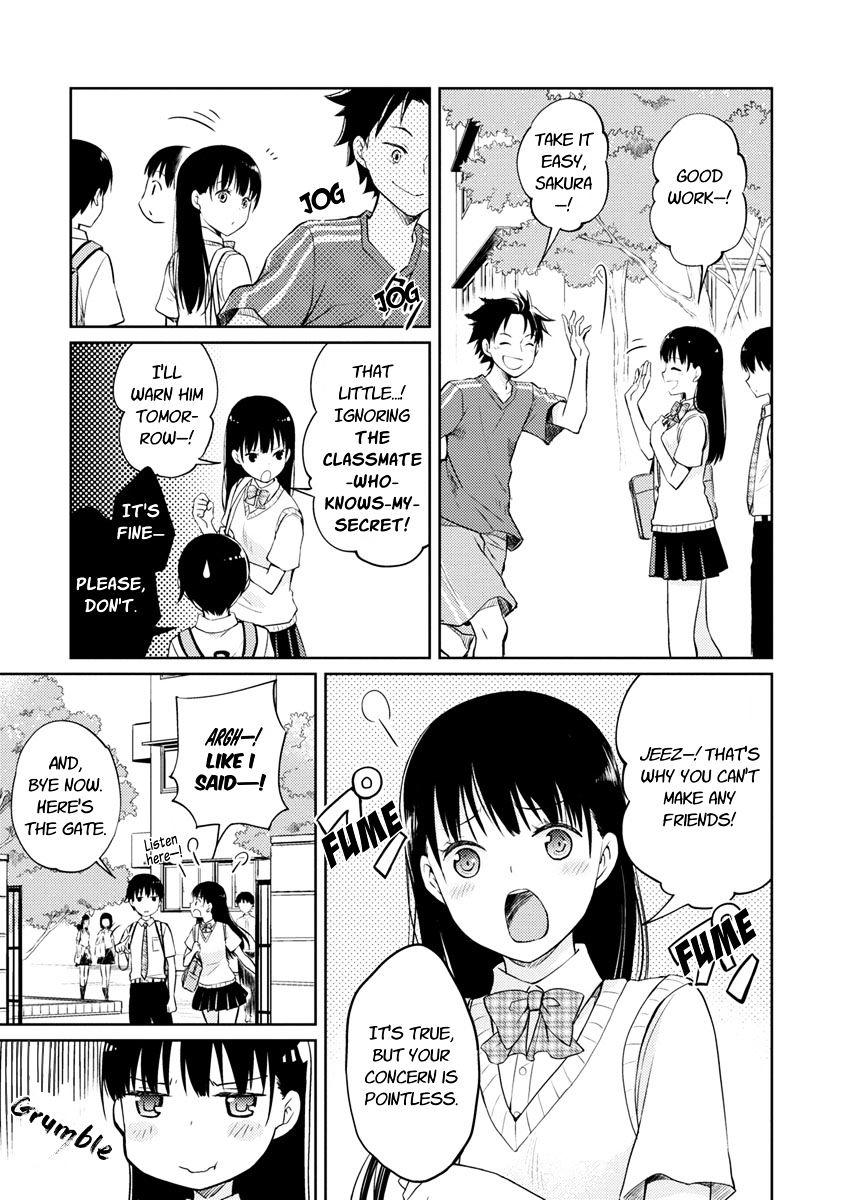 GOOD
WORK—!
TAKE IT
EASY,
SAKURA
—!
JOG
JOG
THAT
LITTLE...!
IGNORING
THE
CLASSMATE
-WHO-
KNOWS-MY-
SECRET!
I'LL
WARN HIM
TOMOR-
ROW—!
IT'S
FINE—
PLEASE,
DON'T.
JEEZ—! THAT'S
WHY YOU CAN'T
MAKE ANY
FRIENDS!
FUME
FUME
IT'S TRUE,
BUT YOUR
CONCERN IS
POINTLESS.
ARGH—!
LIKE I
SAID—!
Listen
here—!
AND,
BYE NOW.
HERE'S
THE GATE.
Grumble